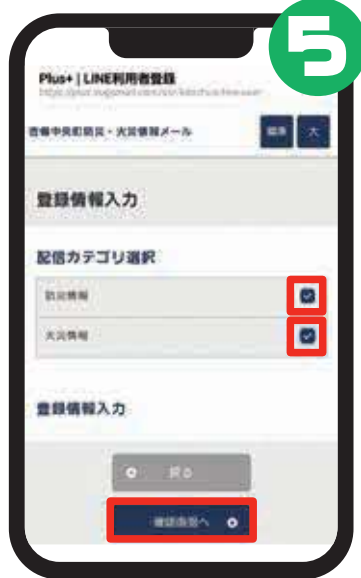 5
Plus+ | LINE利用者登録
吉備中央町防災・火災情報メール
標準 大
登録情報入力
配信カテゴリ選択
防災情報
火災情報
登録情報入力
戻る
確認画面へ